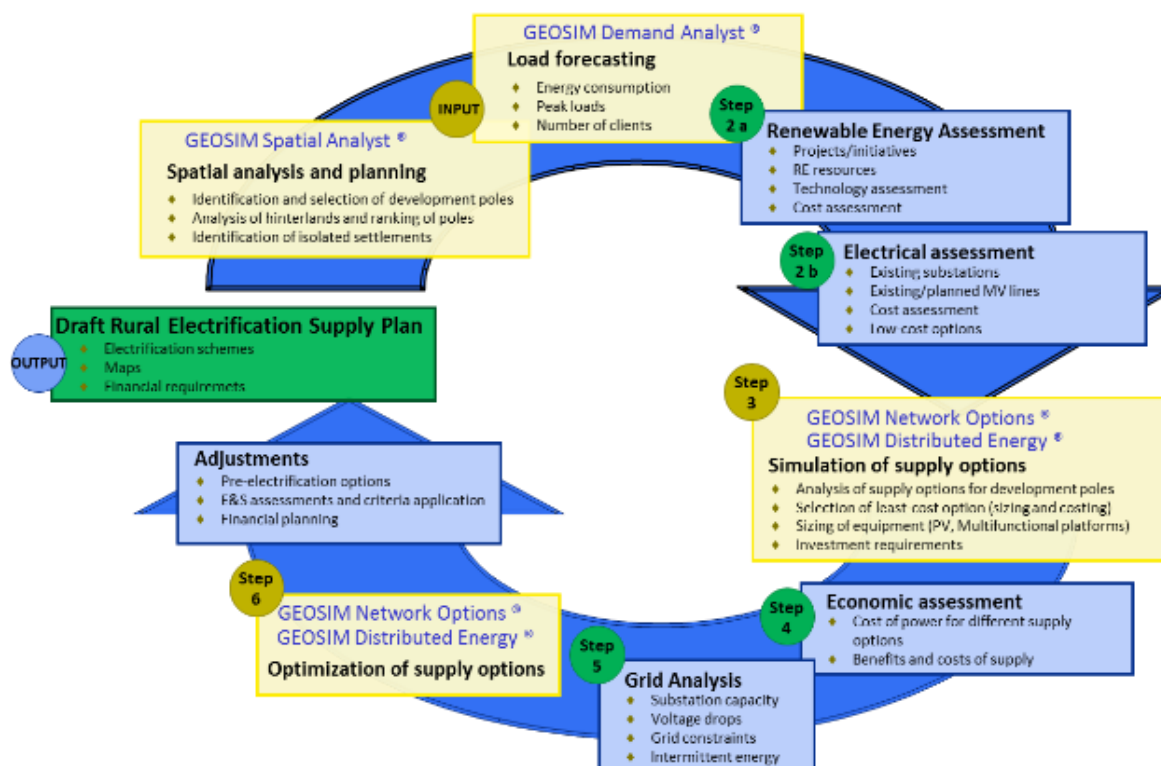 GEOSIM Demand Analyst ®
Load forecasting
Energy consumption
Peak loads
Number of clients
INPUT
GEOSIM Spatial Analyst ®
Spatial analysis and planning
Identification and selection of development poles
Analysis of hinterlands and ranking of poles
Identification of isolated settlements
Step
2 a
Renewable Energy Assessment
Projects/initiatives
RE resources
Technology assessment
Cost assessment
Step
2 b
Electrical assessment
Existing substations
Existing/planned MV lines
Cost assessment
Low-cost options
Draft Rural Electrification Supply Plan
Electrification schemes
Maps
Financial requiremets
OUTPUT
Step
3
GEOSIM Network Options ®
GEOSIM Distributed Energy ®
Simulation of supply options
Analysis of supply options for development poles
Selection of least-cost option (sizing and costing)
Sizing of equipment (PV, Multifunctional platforms)
Investment requirements
Adjustments
Pre-electrification options
E&S assessments and criteria application
Financial planning
Step
4
Economic assessment
Cost of power for different supply
options
Benefits and costs of supply
Step
6
GEOSIM Network Options ®
GEOSIM Distributed Energy ®
Optimization of supply options
Step
5
Grid Analysis
Substation capacity
Voltage drops
Grid constraints
Intermittent energy